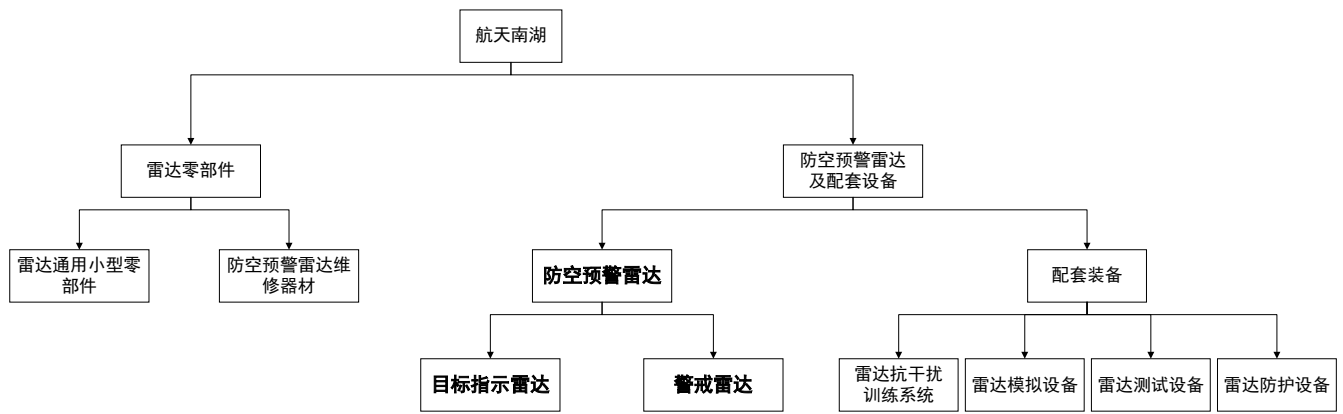 航天南湖
雷达零部件
防空预警雷达
及配套设备
雷达通用小型零
部件
防空预警雷达维
修器材
防空预警雷达
配套装备
目标指示雷达
警戒雷达
雷达抗干扰
训练系统
雷达模拟设备
雷达测试设备
雷达防护设备